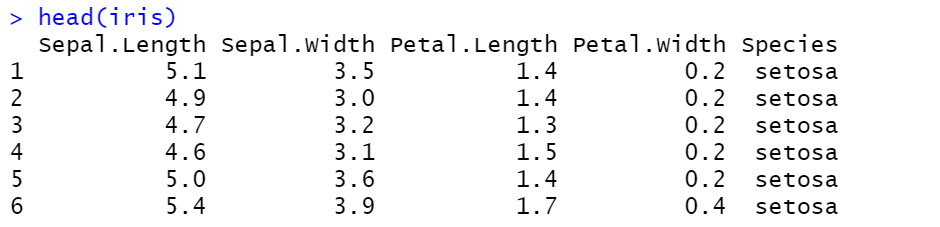 > head(iris)
  Sepal.Length Sepal.Width Petal.Length Petal.Width Species
1          5.1         3.5          1.4         0.2  setosa
2          4.9         3.0          1.4         0.2  setosa
3          4.7         3.2          1.3         0.2  setosa
4          4.6         3.1          1.5         0.2  setosa
5          5.0         3.6          1.4         0.2  setosa
6          5.4         3.9          1.7         0.4  setosa